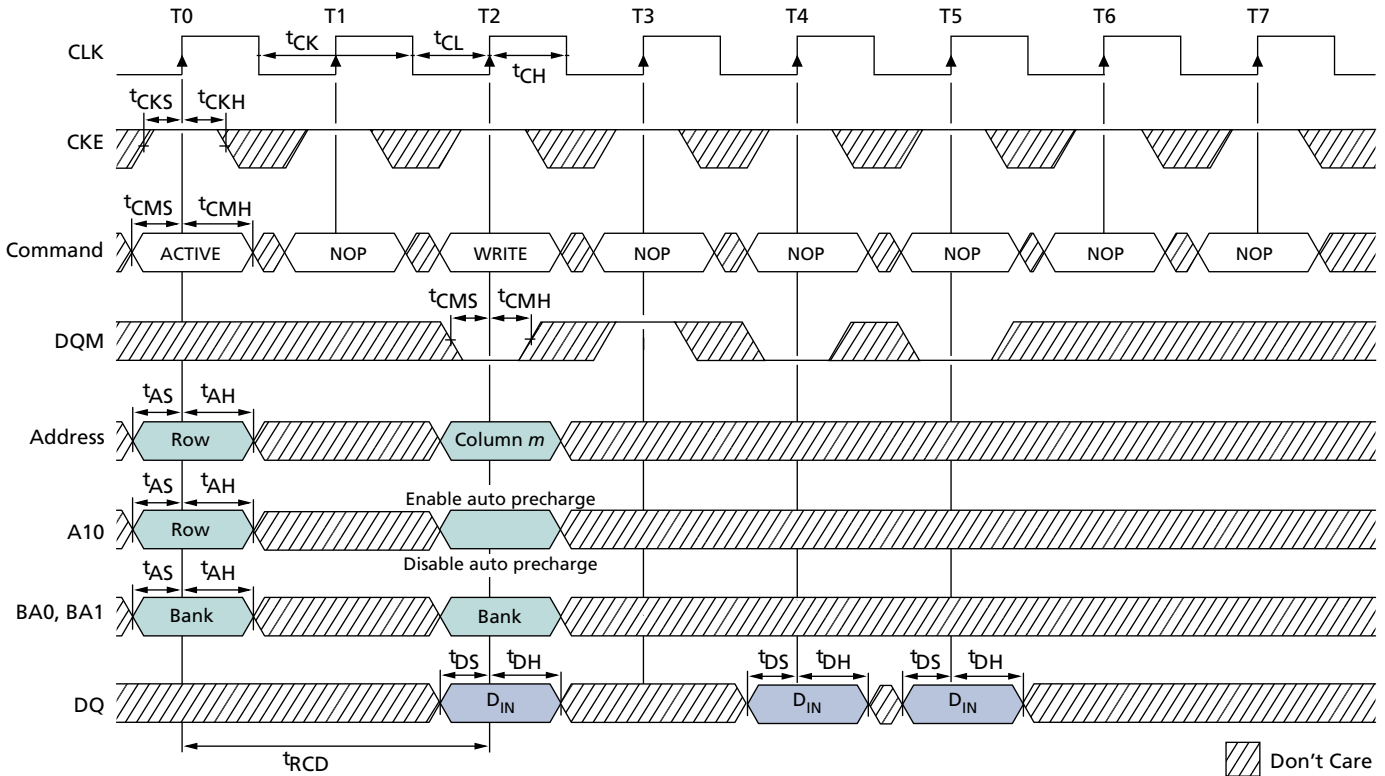 T0 T1 T2 T3 T4 T5 T6 T7
CLK tCK tCL
tCH
tCKS tCKH
CKE
tCMS tCMH
Command ACTIVE NOP WRITE NOP NOP NOP NOP NOP
tCMS tCMH
DQM
tAS tAH
Address Row Column m
tAS tAH Enable auto precharge
A10 Row
tAS tAH Disable auto precharge
BA0, BA1 Bank Bank
tDS tDH tDS tDH tDS tDH
DQ DIN DIN DIN
tRCD
Don't Care